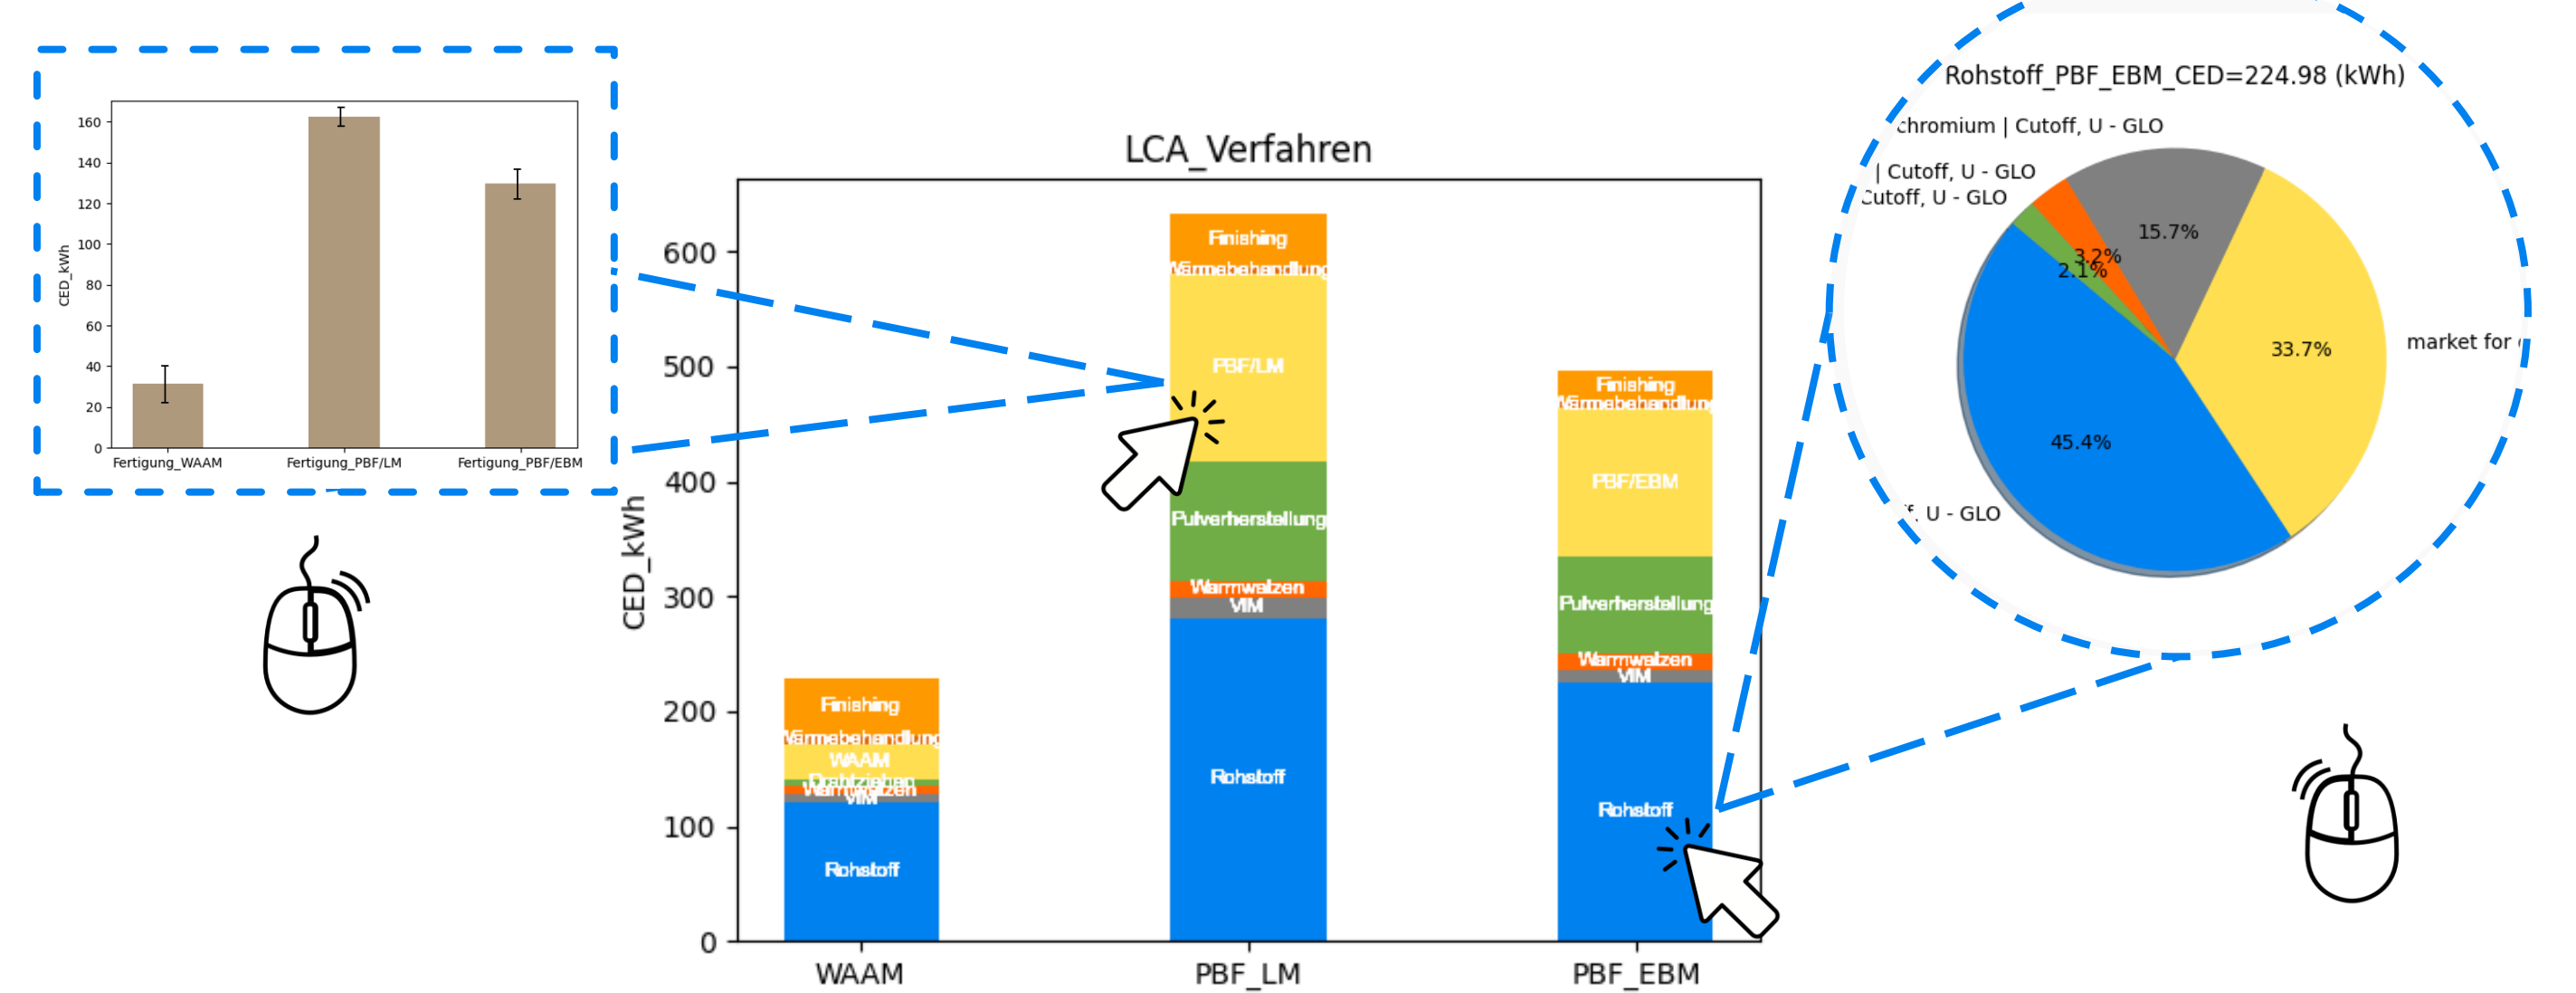 160
140
120
100
80
60
40
20
0
CED_kWh
Fertigung_WAAM
Fertigung_PBF/LM
Fertigung_PBF/EBM
LCA_Verfahren
600
500
400
300
200
100
0
CED_kWh
Finishing
Wärmebehandlung
WAAM
Drahtziehen
Warmwalzen
VIM
Rohstoff
Finishing
Wärmebehandlung
PBF/LM
Pulverherstellung
Warmwalzen
VIM
Rohstoff
Finishing
Wärmebehandlung
PBF/EBM
Pulverherstellung
Warmwalzen
VIM
Rohstoff
WAAM
PBF_LM
PBF_EBM
Rohstoff_PBF_EBM_CED=224.98 (kWh)
chromium | Cutoff, U - GLO
| Cutoff, U - GLO
Cutoff, U - GLO
15.7%
3.2%
2.1%
33.7%
market for
45.4%
U - GLO